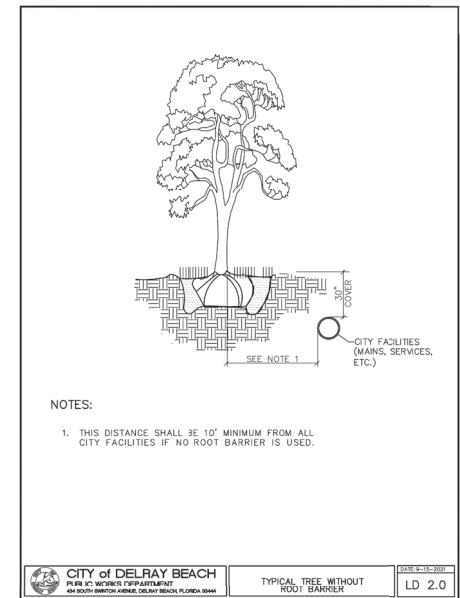 30"
COVER
CITY FACILITIES
(MAINS, SERVICES,
ETC.)
SEE NOTE 1
NOTES:
1. THIS DISTANCE SHALL BE 10' MINIMUM FROM ALL
CITY FACILITIES IF NO ROOT BARRIER IS USED.
CITY of DELRAY BEACH
PUBLIC WORKS DEPARTMENT
434 SOUTH SWINTON AVENUE, DELRAY BEACH, FLORIDA 33444
TYPICAL TREE WITHOUT
ROOT BARRIER
DATE: 9-15-2021
LD 2.0